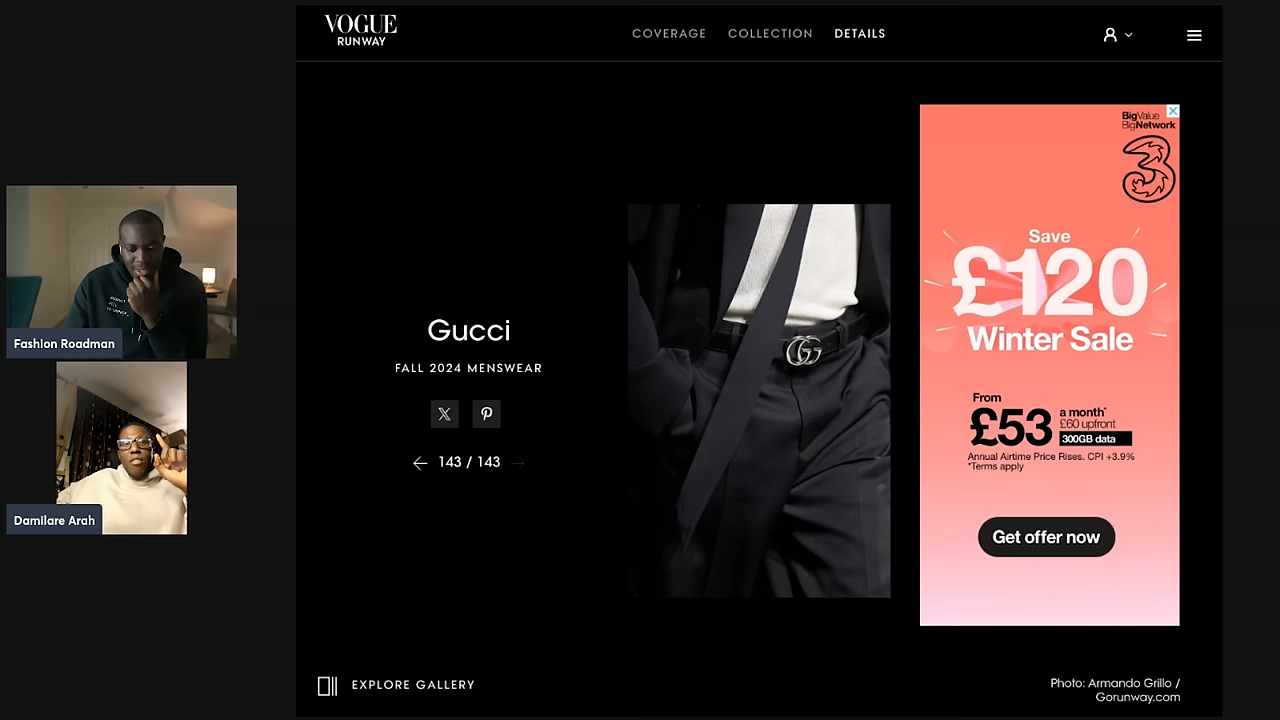 VOGUE
RUNWAY
COVERAGE
COLLECTION
DETAILS
Fashion Roadman
Damilare Arah
Gucci
FALL 2024 MENSWEAR
143 / 143
EXPLORE GALLERY
BigValue
BigNetwork
3
Save
£120
Winter Sale
From
£53
a month*
£60 upfront
300GB data
Annual Airtime Price Rises. CPI +3.9%
*Terms apply
Get offer now
Photo: Armando Grillo /
Gorunway.com